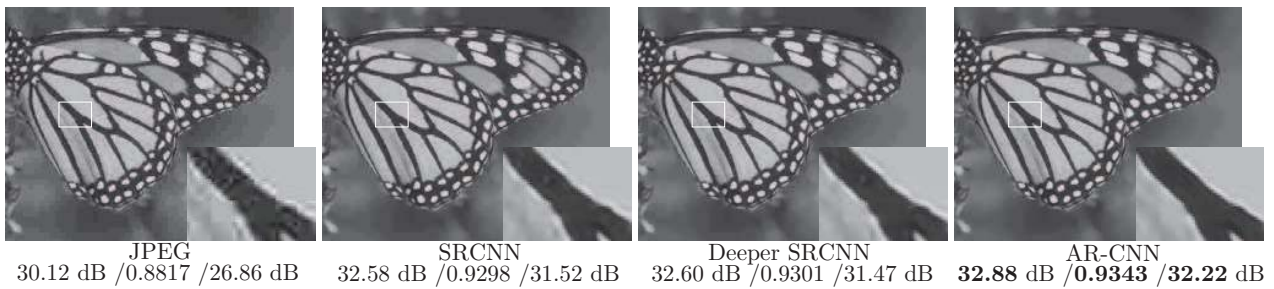 JPEG
30.12 dB /0.8817 /26.86 dB
SRCNN
32.58 dB /0.9298 /31.52 dB
Deeper SRCNN
32.60 dB /0.9301 /31.47 dB
AR-CNN
32.88 dB /0.9343 /32.22 dB